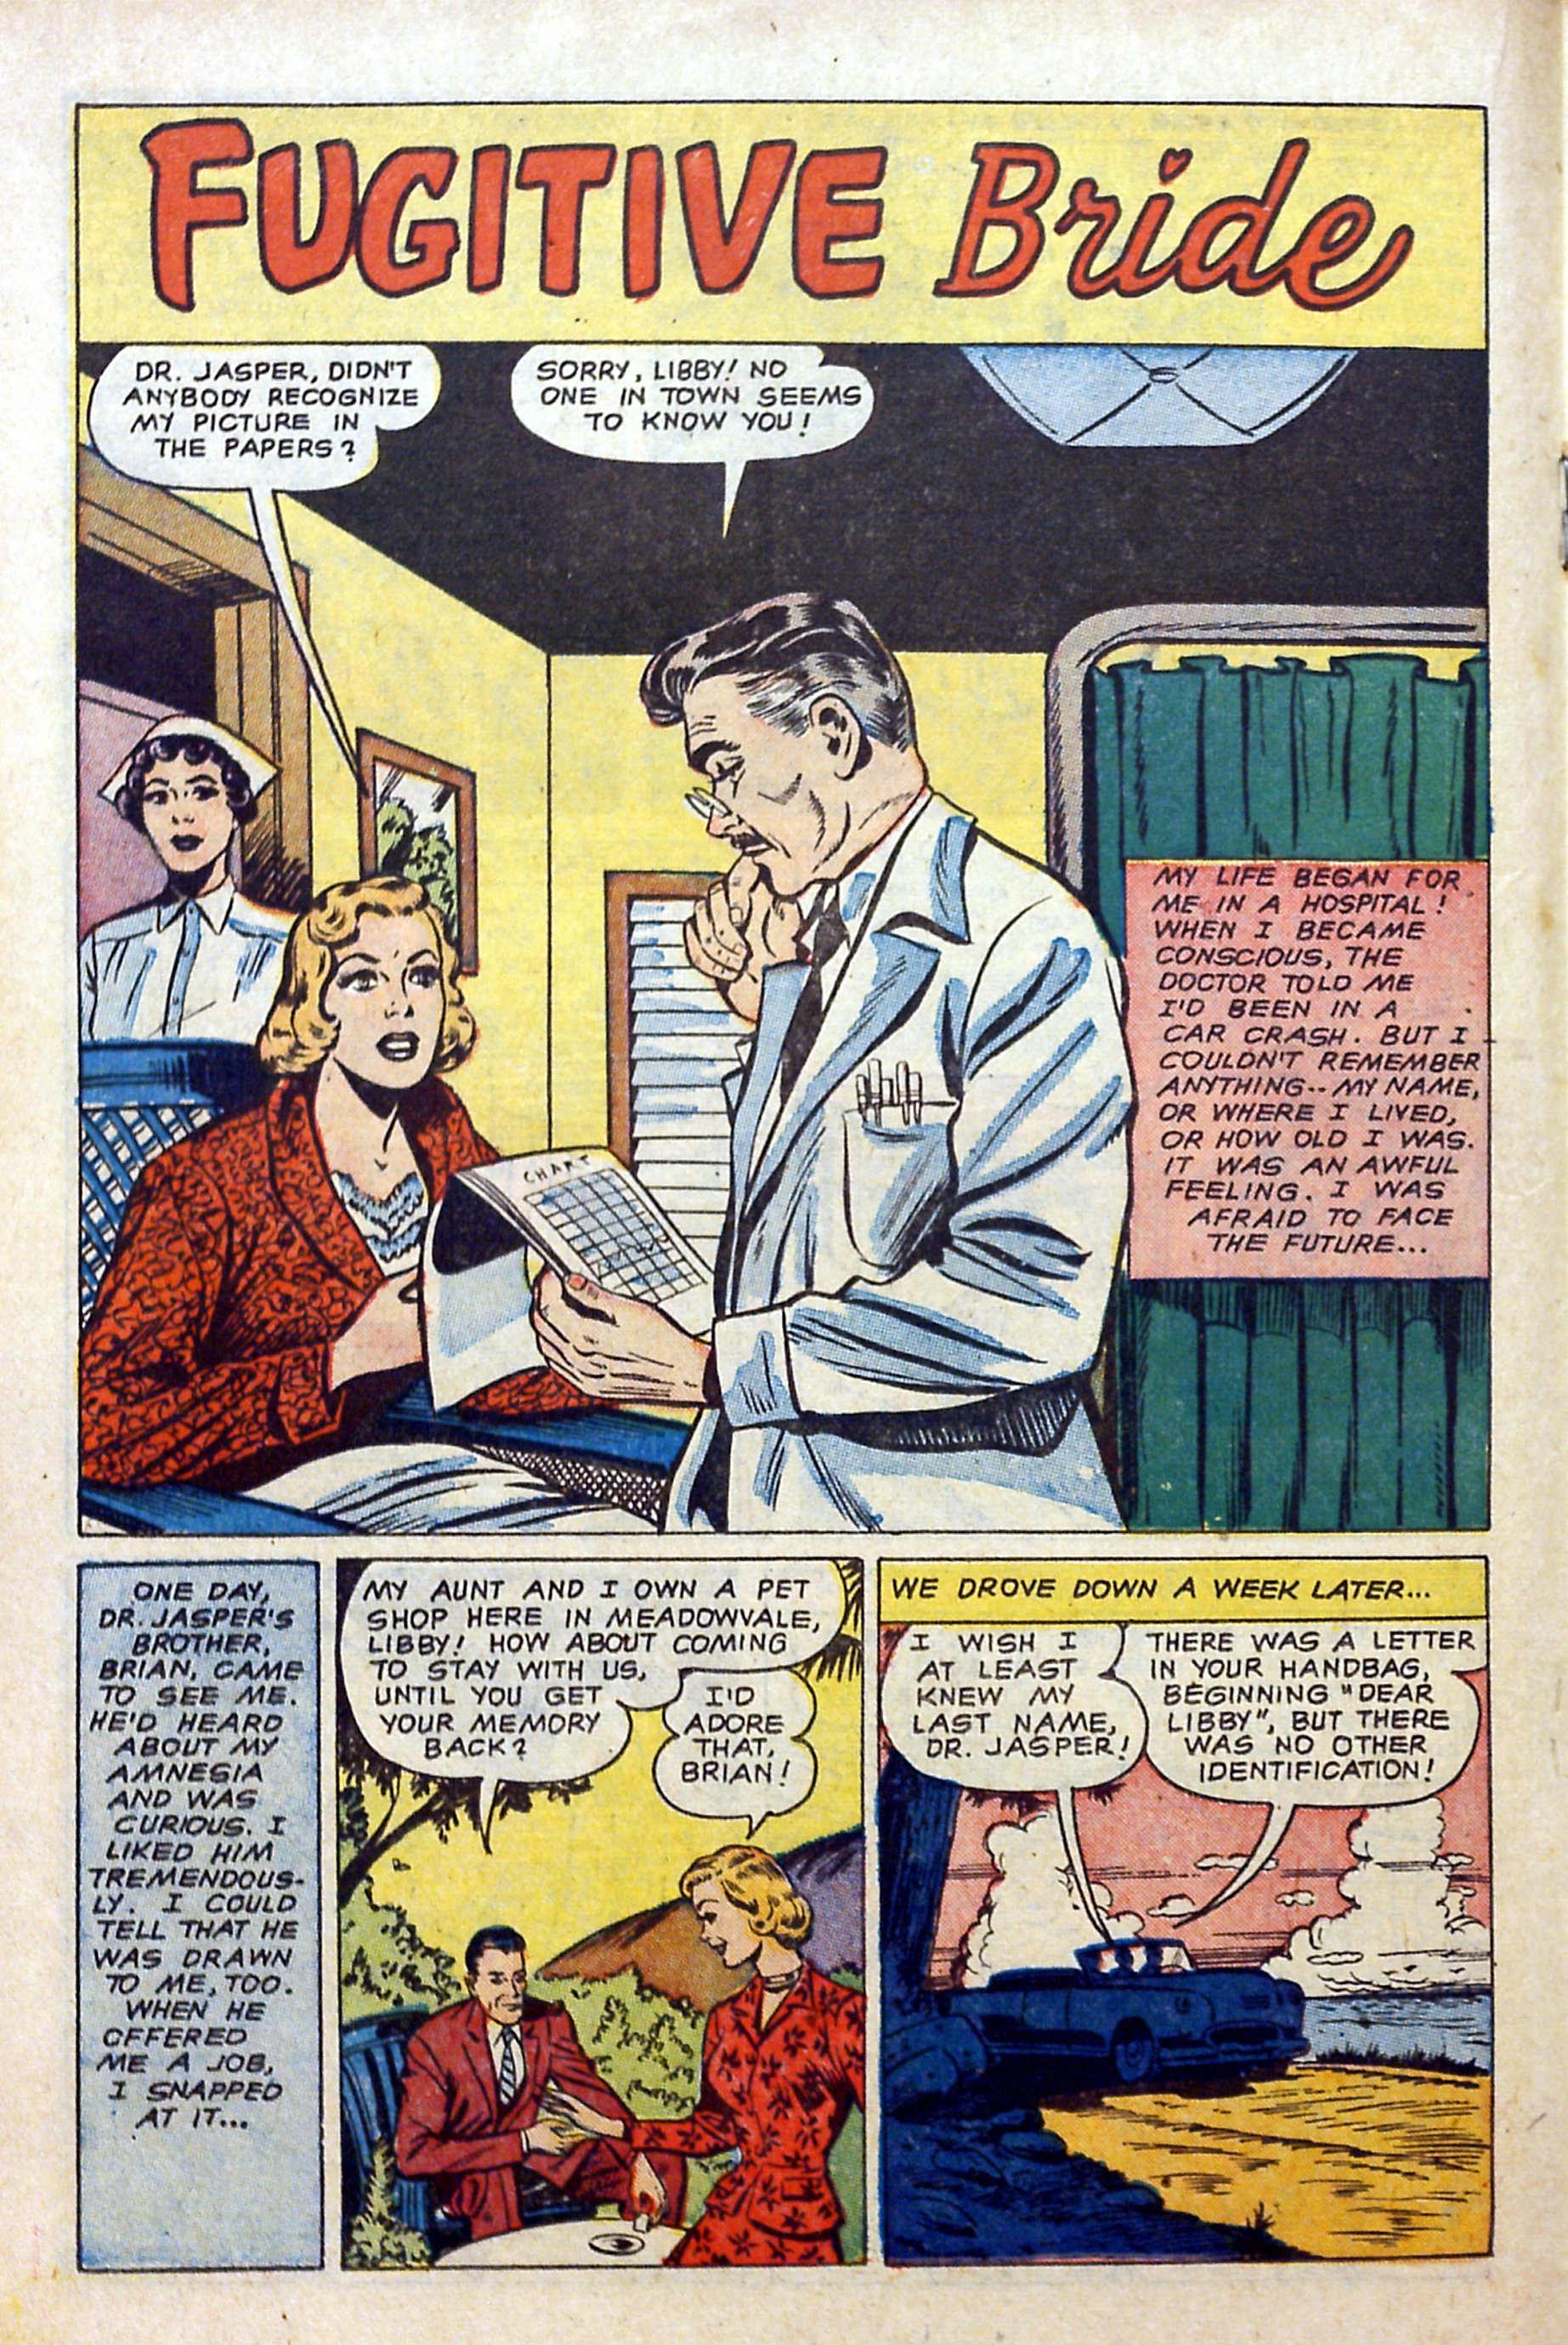 FUGITIVE Bride
DR. JASPER, DIDN'T
ANYBODY RECOGNIZE
MY PICTURE IN
THE PAPERS?
SORRY, LIBBY! NO
ONE IN TOWN SEEMS
TO KNOW YOU!
CHART
MY LIFE BEGAN FOR
ME IN A HOSPITAL!
WHEN I BECAME
CONSCIOUS, THE
DOCTOR TOLD ME
I'D BEEN IN A
CAR CRASH. BUT I
COULDN'T REMEMBER
ANYTHING--MY NAME,
OR WHERE I LIVED,
OR HOW OLD I WAS.
IT WAS AN AWFUL
FEELING. I WAS
AFRAID TO FACE
THE FUTURE...
ONE DAY,
DR. JASPER'S
BROTHER,
BRIAN, CAME
TO SEE ME.
HE'D HEARD
ABOUT MY
AMNESIA
AND WAS
CURIOUS. I
LIKED HIM
TREMENDOUS-
LY. I COULD
TELL THAT HE
WAS DRAWN
TO ME, TOO.
WHEN HE
OFFERED
ME A JOB,
I SNAPPED
AT IT...
MY AUNT AND I OWN A PET
SHOP HERE IN MEADOWVALE,
LIBBY! HOW ABOUT COMING
TO STAY WITH US,
UNTIL YOU GET
YOUR MEMORY
BACK?
I'D
ADORE
THAT,
BRIAN!
WE DROVE DOWN A WEEK LATER...
I WISH I
AT LEAST
KNEW MY
LAST NAME,
DR. JASPER!
THERE WAS A LETTER
IN YOUR HANDBAG,
BEGINNING "DEAR
LIBBY", BUT THERE
WAS NO OTHER
IDENTIFICATION!